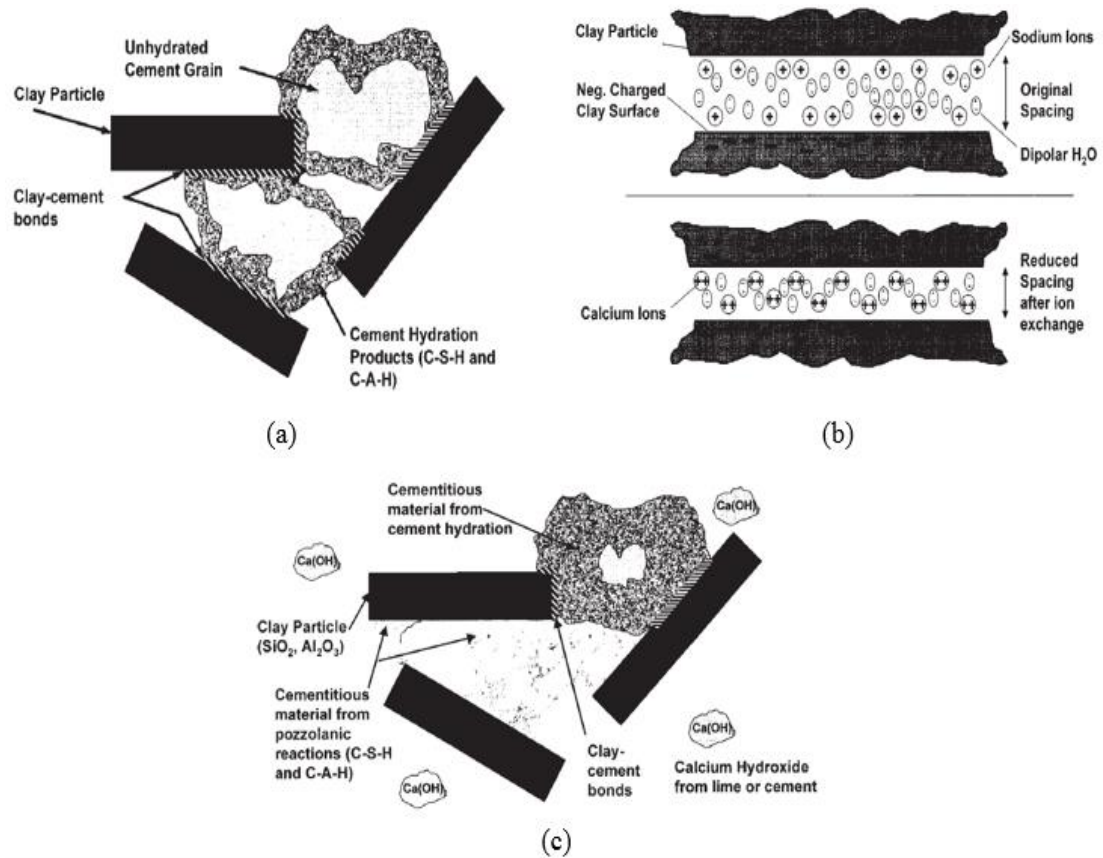 Unhydrated
Cement Grain
Clay Particle
Clay-cement
bonds
Cement Hydration
Products (C-S-H and
C-A-H)
(a)
Clay Particle
Sodium Ions
Neg. Charged
Clay Surface
Original
Spacing
Dipolar H₂O
Calcium Ions
Reduced
Spacing
after ion
exchange
(b)
Cementitious
material from
cement hydration
Ca(OH)₂
Ca(OH)₂
Clay Particle
(SiO₂, Al₂O₃)
Cementitious
material from
pozzolanic
reactions (C-S-H
and C-A-H)
Ca(OH)₂
Clay-
cement
bonds
Ca(OH)₂
Calcium Hydroxide
from lime or cement
(c)